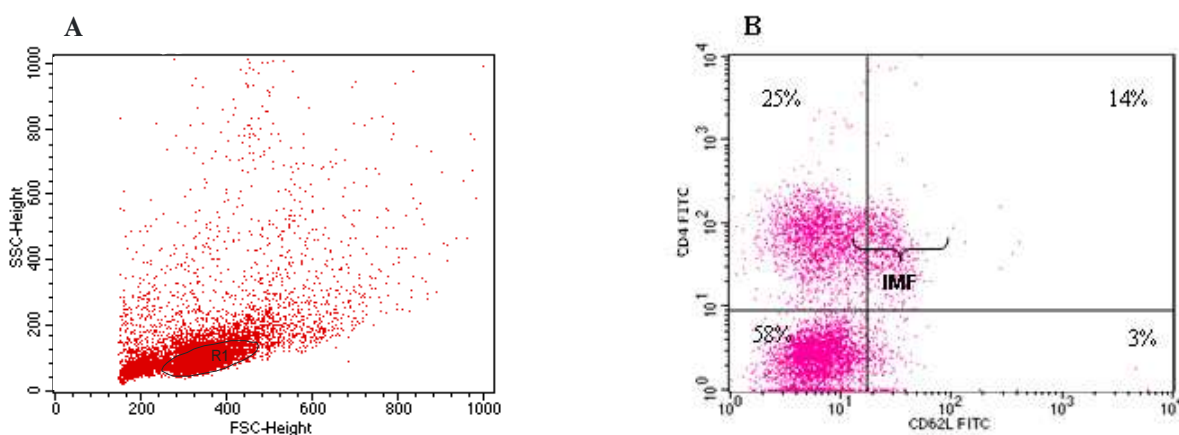 A
SSC-Height
1000
800
600
400
200
0
R1
0 200 400 600 800 1000
FSC-Height
B
CD4 FITC
10^4
10^3
10^2
10^1
10^0
25% 14%
IMF
58% 3%
10^0 10^1 10^2 10^3 10^4
CD62L FITC